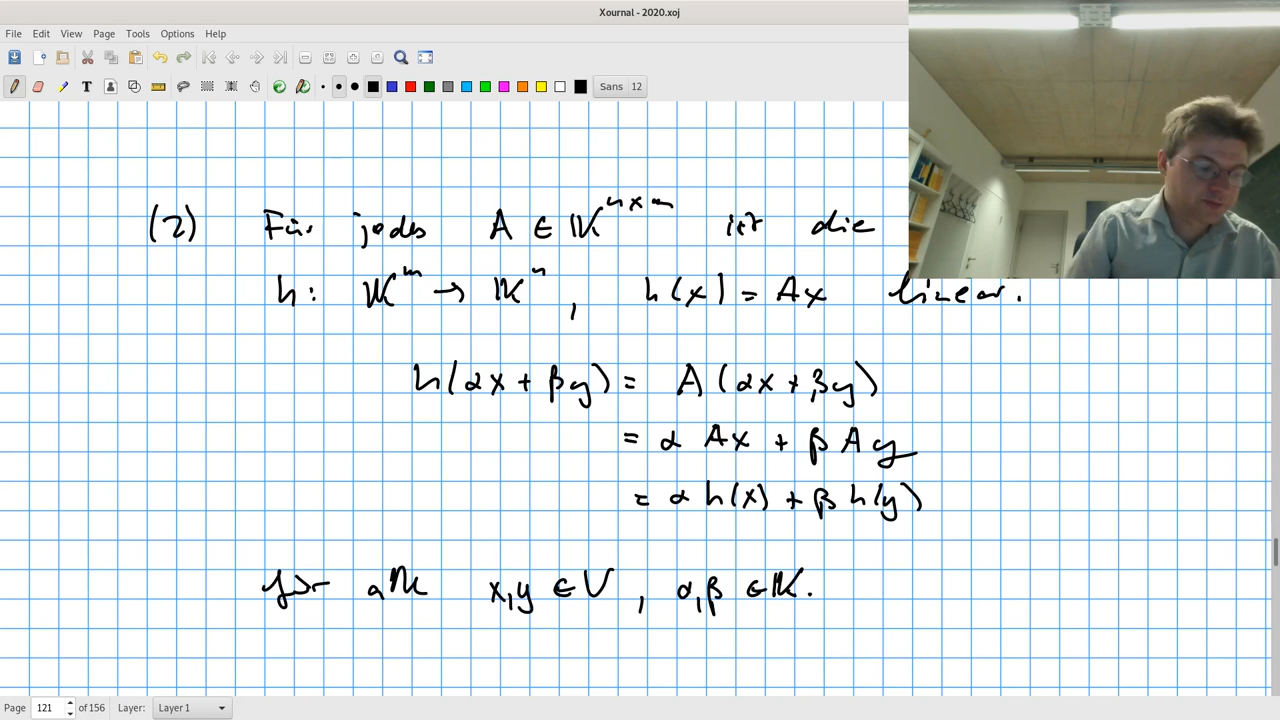 Xournal - 2020.xoj
File Edit View Page Tools Options Help
Sans 12
(2) Für jedes A ∈ 𝕂^{n×m} ist die
h: 𝕂^m → 𝕂^n, h(x) = Ax linear.
h(αx + βy) = A(αx + βy)
= α Ax + β Ay
= α h(x) + β h(y)
für alle x,y ∈ V, α,β ∈ 𝕂.
Page 121 of 156 Layer: Layer 1